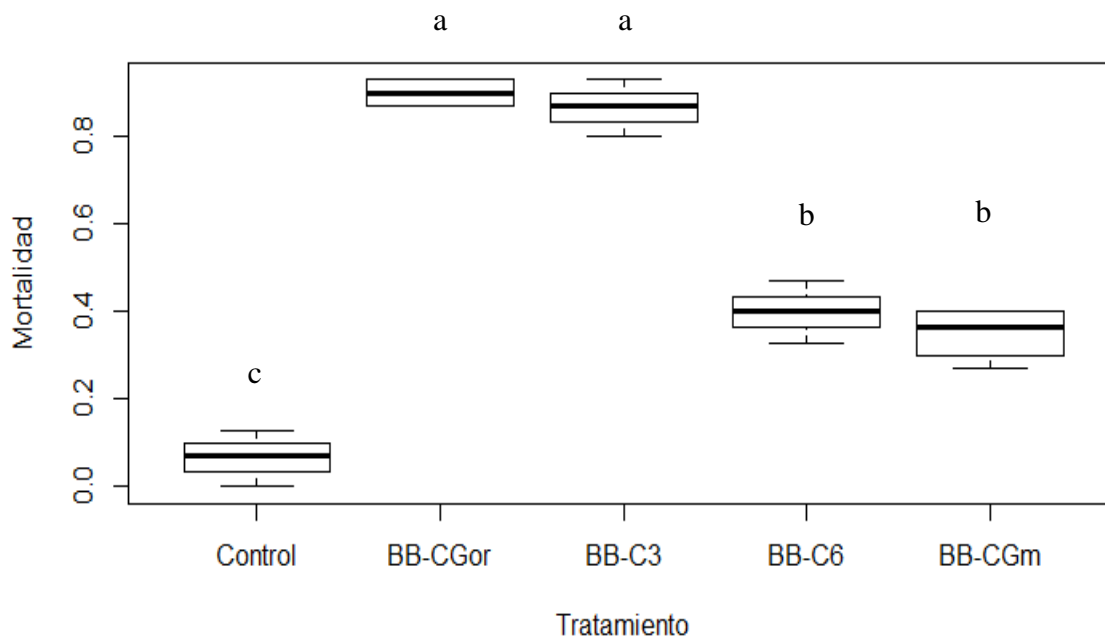 a a
b b
c
Mortalidad
0.8
0.6
0.4
0.2
0.0
Control BB-CGor BB-C3 BB-C6 BB-CGm
Tratamiento